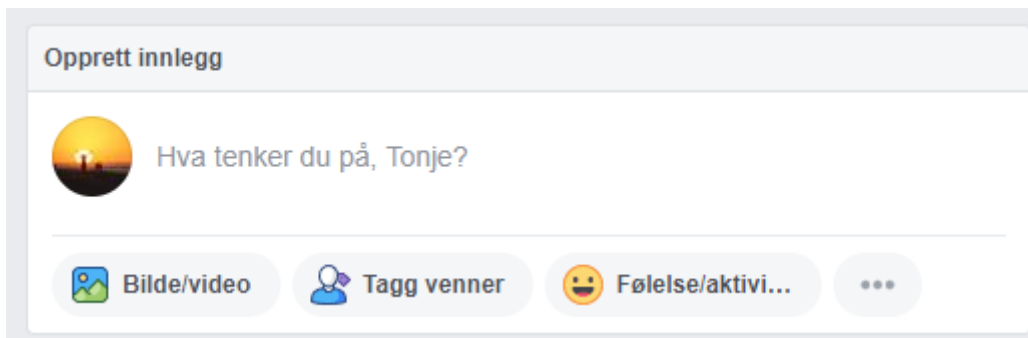 Opprett innlegg
Hva tenker du på, Tonje?
Bilde/video Tagg venner Følelse/aktivi...